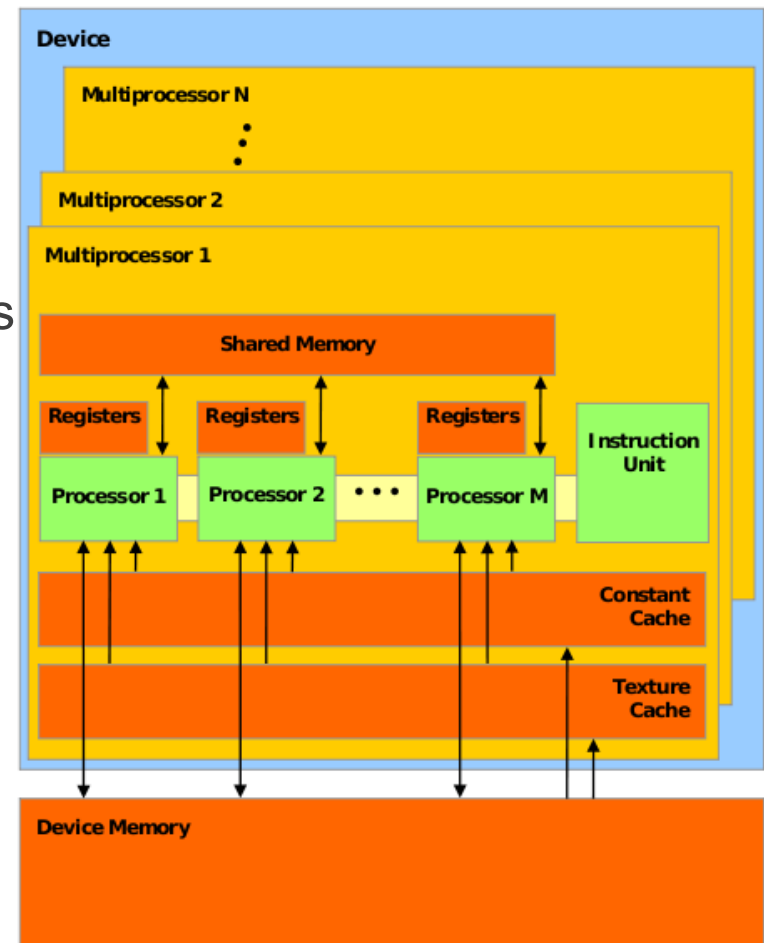 Device
Multiprocessor N
Multiprocessor 2
Multiprocessor 1
s
Shared Memory
Registers
Registers
Registers
Instruction
Unit
Processor 1
Processor 2
• • •
Processor M
Constant
Cache
Texture
Cache
Device Memory